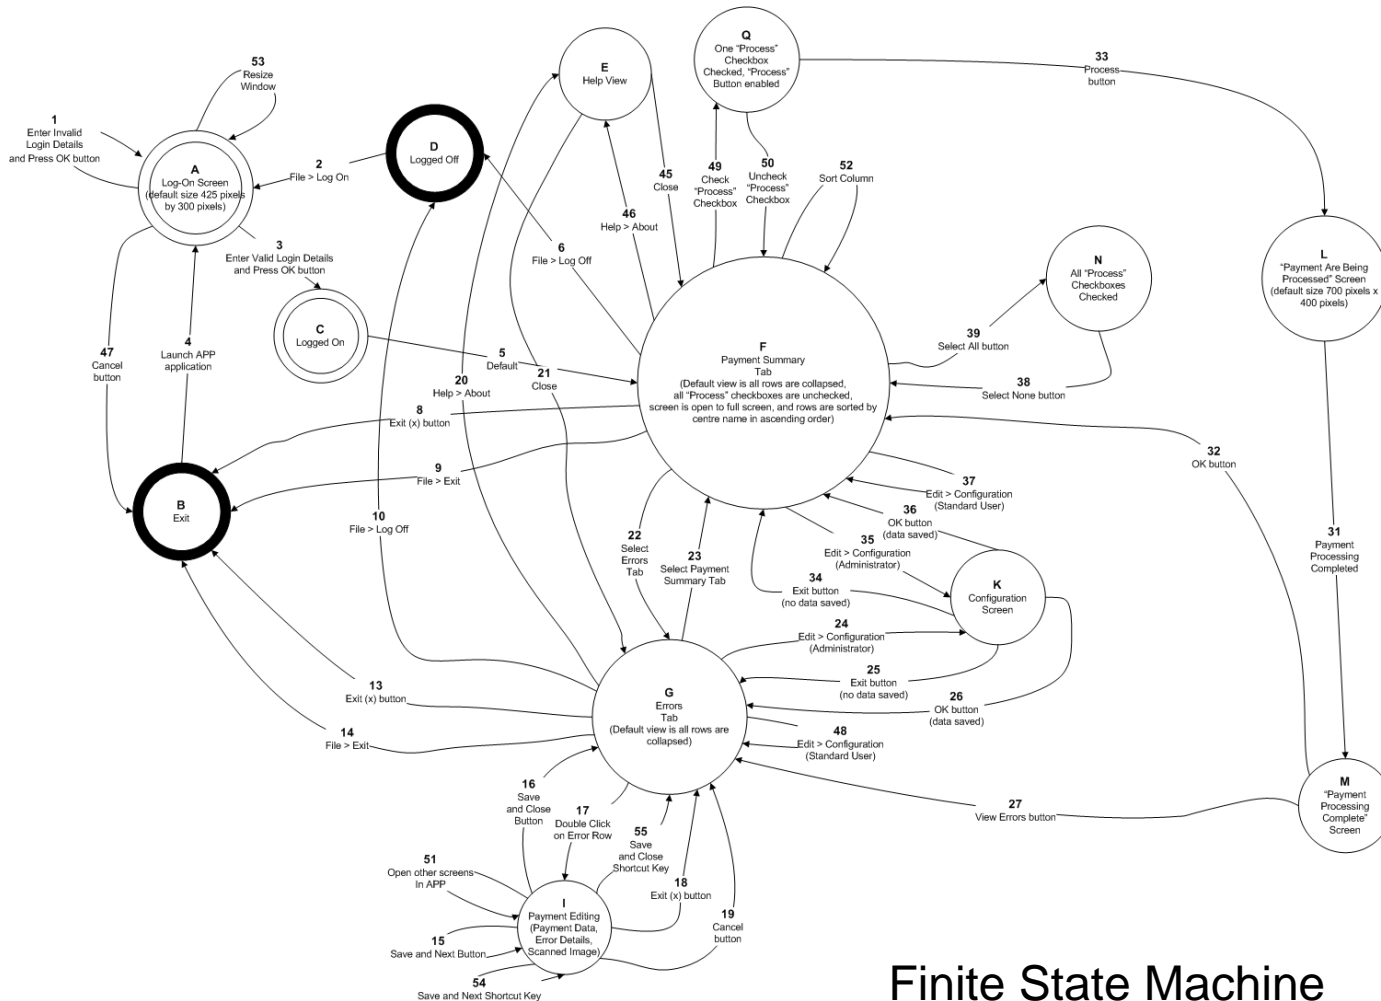 53
Resize
Window
1
Enter Invalid
Login Details
and Press OK button
A
Log-On Screen
(default size 425 pixels
by 300 pixels)
2
File > Log On
D
Logged Off
E
Help View
Q
One “Process”
Checkbox
Checked, “Process”
Button enabled
33
Process
button
45
Close
49
Check
“Process”
Checkbox
50
Uncheck
“Process”
Checkbox
52
Sort Column
46
Help > About
6
File > Log Off
3
Enter Valid Login Details
and Press OK button
C
Logged On
N
All “Process”
Checkboxes
Checked
L
“Payment Are Being
Processed” Screen
(default size 700 pixels x
400 pixels)
47
Cancel
button
4
Launch APP
application
5
Default
F
Payment Summary
Tab
(Default view is all rows are collapsed,
all “Process” checkboxes are unchecked,
screen is open to full screen, and rows are sorted by
centre name in ascending order)
39
Select All button
38
Select None button
20
Help > About
21
Close
8
Exit (x) button
9
File > Exit
32
OK button
B
Exit
10
File > Log Off
37
Edit > Configuration
(Standard User)
36
OK button
(data saved)
22
Select
Errors
Tab
23
Select Payment
Summary Tab
35
Edit > Configuration
(Administrator)
34
Exit button
(no data saved)
K
Configuration
Screen
31
Payment
Processing
Completed
24
Edit > Configuration
(Administrator)
25
Exit button
(no data saved)
26
OK button
(data saved)
13
Exit (x) button
14
File > Exit
G
Errors
Tab
(Default view is all rows are
collapsed)
48
Edit > Configuration
(Standard User)
27
View Errors button
M
“Payment
Processing
Complete”
Screen
16
Save
and Close
Button
17
Double Click
on Error Row
55
Save
and Close
Shortcut Key
51
Open other screens
In APP
18
Exit (x) button
19
Cancel
button
I
Payment Editing
(Payment Data,
Error Details,
Scanned Image)
15
Save and Next Button
54
Save and Next Shortcut Key
Finite State Machine